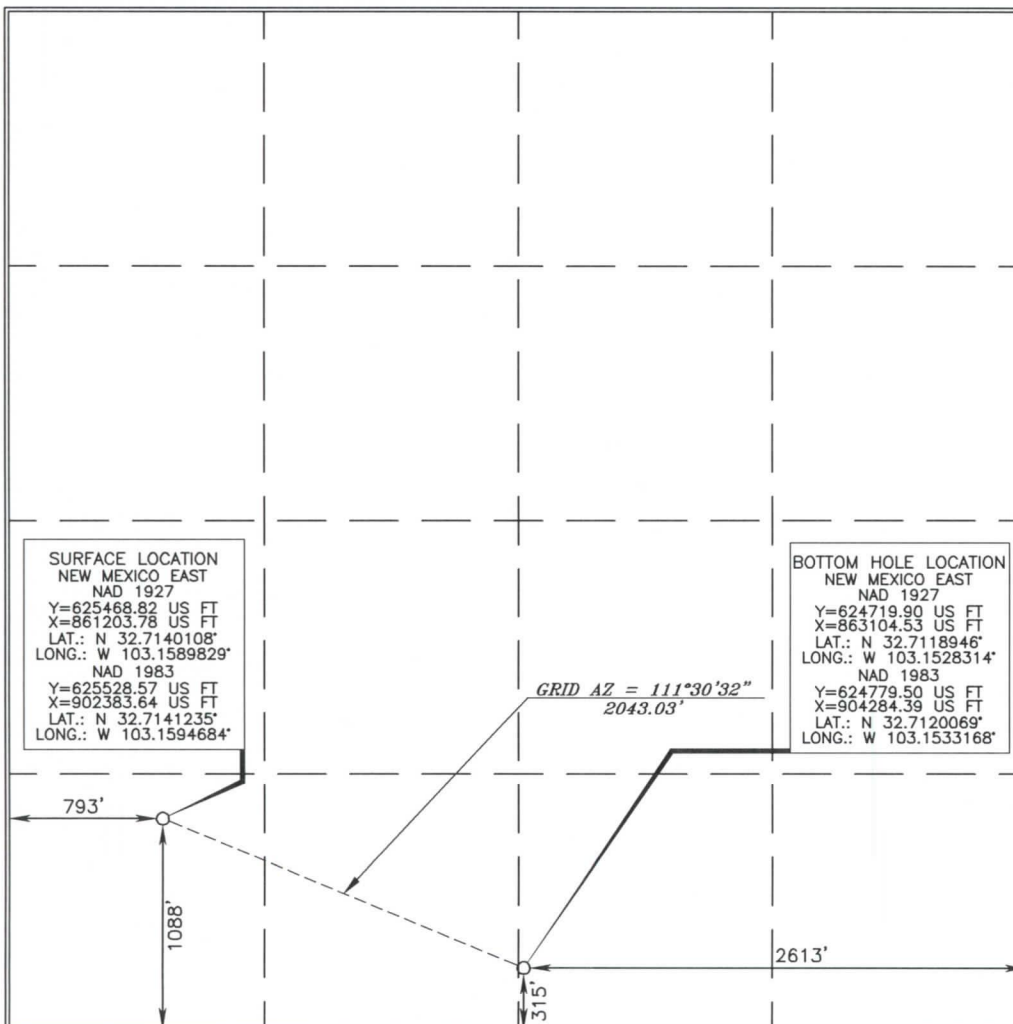 SURFACE LOCATION
NEW MEXICO EAST
NAD 1927
Y=625468.82 US FT
X=861203.78 US FT
LAT.: N 32.7140108°
LONG.: W 103.1589829°
NAD 1983
Y=625528.57 US FT
X=902383.64 US FT
LAT.: N 32.7141235°
LONG.: W 103.1594684°
BOTTOM HOLE LOCATION
NEW MEXICO EAST
NAD 1927
Y=624719.90 US FT
X=863104.53 US FT
LAT.: N 32.7118946°
LONG.: W 103.1528314°
NAD 1983
Y=624779.50 US FT
X=904284.39 US FT
LAT.: N 32.7120069°
LONG.: W 103.1533168°
GRID AZ = 111°30'32"
2043.03'
793'
1088'
2613'
315'